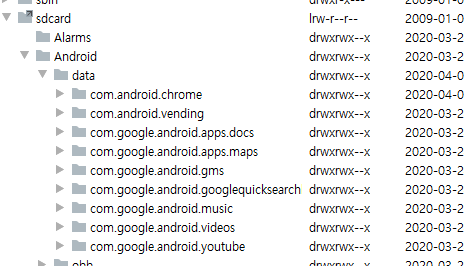 sbin drwxr-x--- 2009-01-0
sdcard lrw-r--r-- 2009-01-0
Alarms drwxrwx--x 2020-03-2
Android drwxrwx--x 2020-03-2
data drwxrwx--x 2020-04-0
com.android.chrome drwxrwx--x 2020-04-0
com.android.vending drwxrwx--x 2020-03-2
com.google.android.apps.docs drwxrwx--x 2020-03-2
com.google.android.apps.maps drwxrwx--x 2020-03-2
com.google.android.gms drwxrwx--x 2020-03-2
com.google.android.googlequicksearch drwxrwx--x 2020-03-2
com.google.android.music drwxrwx--x 2020-03-2
com.google.android.videos drwxrwx--x 2020-03-2
com.google.android.youtube drwxrwx--x 2020-03-2
obb drwxrwx--x 2020-03-2